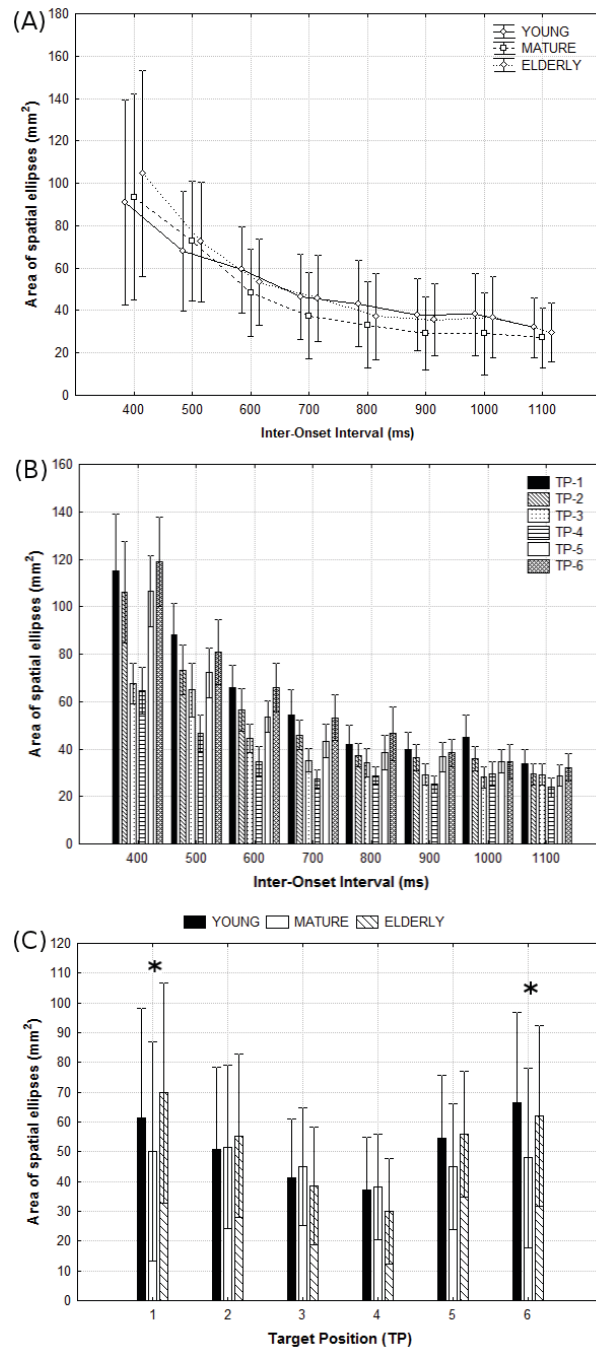 (A)
180
160
140
120
100
80
60
40
20
0
Area of spatial ellipses (mm²)
YOUNG
MATURE
ELDERLY
400 500 600 700 800 900 1000 1100
Inter-Onset Interval (ms)
(B)
160
140
120
100
80
60
40
20
0
Area of spatial ellipses (mm²)
TP-1
TP-2
TP-3
TP-4
TP-5
TP-6
400 500 600 700 800 900 1000 1100
Inter-Onset Interval (ms)
YOUNG MATURE ELDERLY
(C)
120
110
100
90
80
70
60
50
40
30
20
10
0
Area of spatial ellipses (mm²)
* *
1 2 3 4 5 6
Target Position (TP)